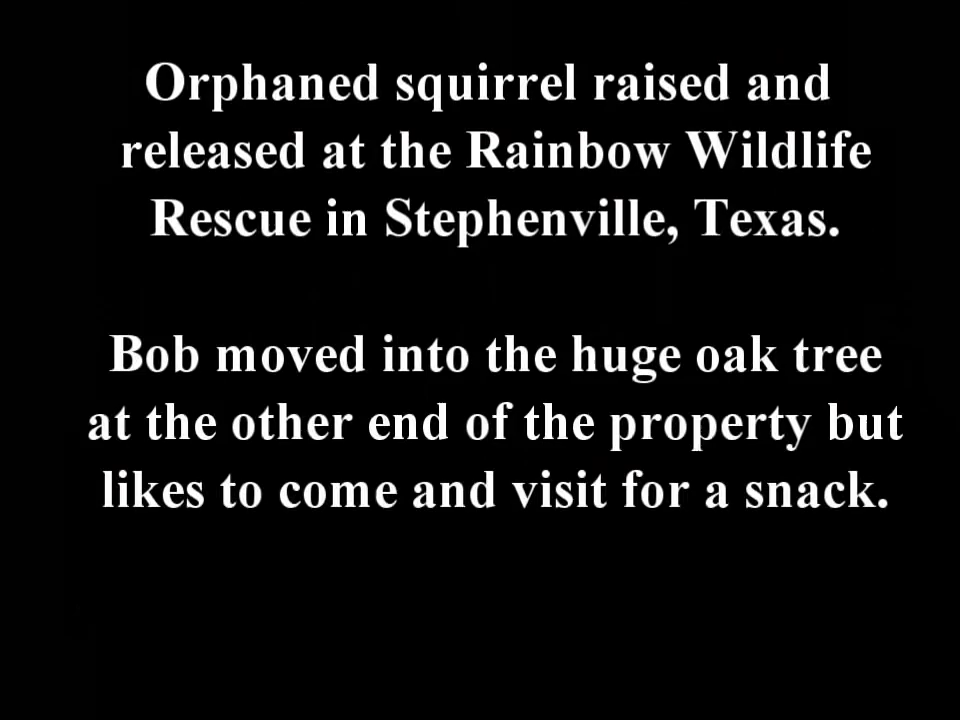 Orphaned squirrel raised and
released at the Rainbow Wildlife
Rescue in Stephenville, Texas.
Bob moved into the huge oak tree
at the other end of the property but
likes to come and visit for a snack.